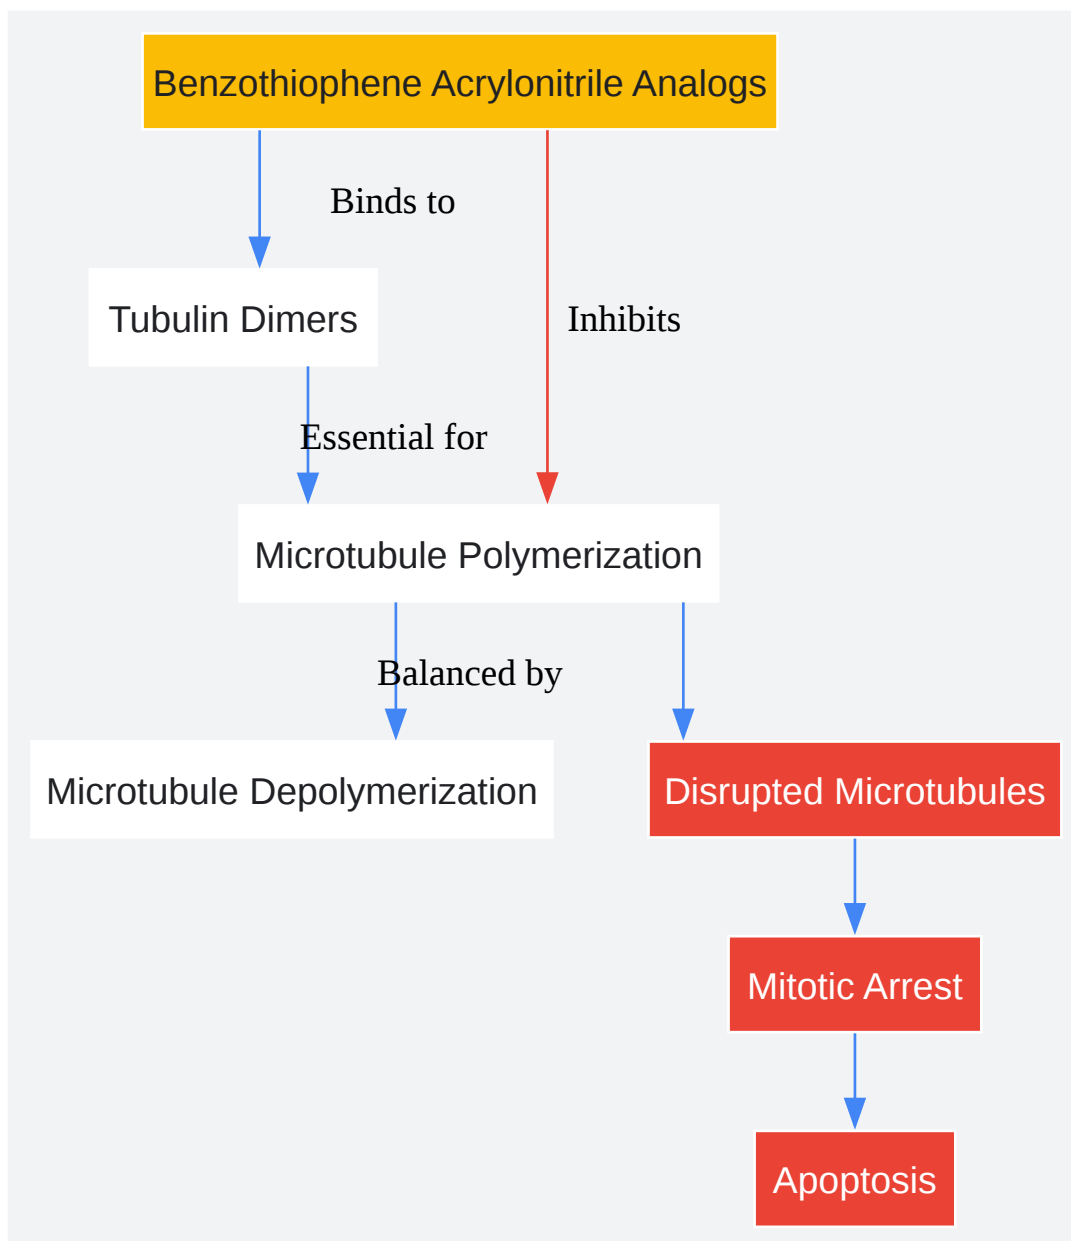 Benzothiophene Acrylonitrile Analogs
Binds to
Tubulin Dimers
Inhibits
Essential for
Microtubule Polymerization
Balanced by
Microtubule Depolymerization
Disrupted Microtubules
Mitotic Arrest
Apoptosis